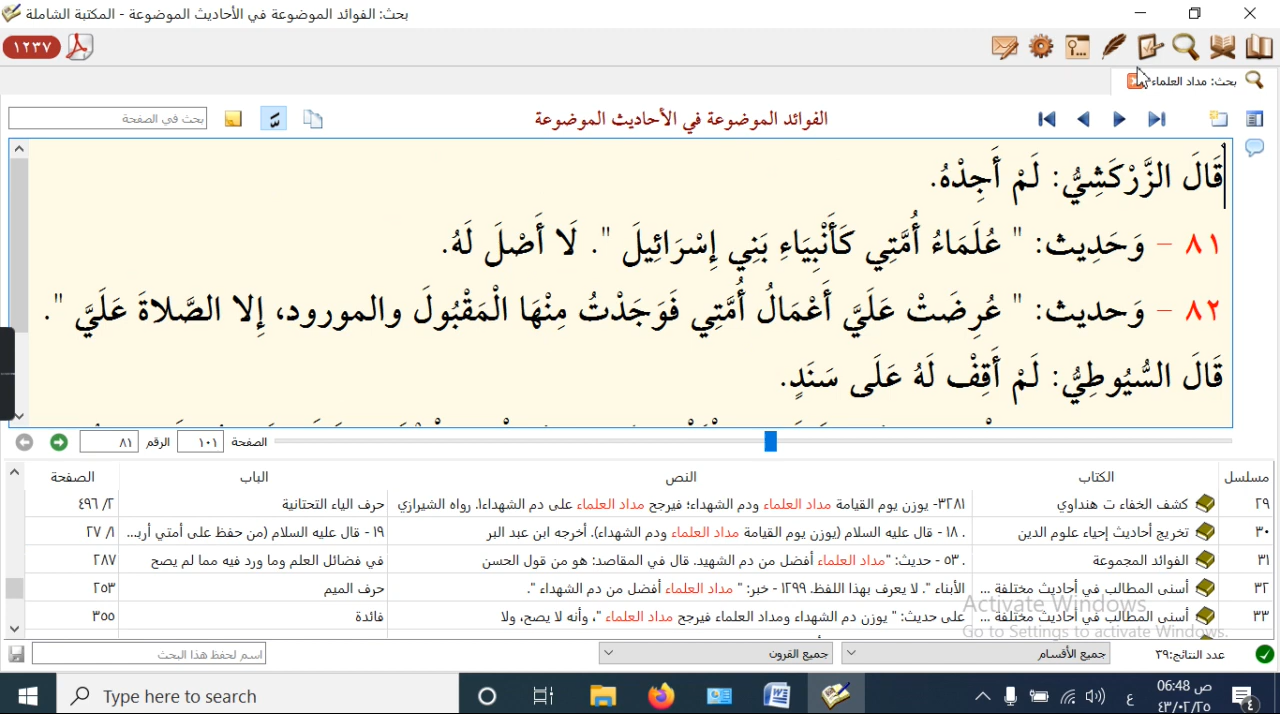 بحث: الفوائد الموضوعة في الأحاديث الموضوعة - المكتبة الشاملة
١٢٣٧
بحث: مداد العلماء
الفوائد الموضوعة في الأحاديث الموضوعة
بحث في الصفحة
قَالَ الزَّرْكَشِيُّ: لَمْ أَجِدْهُ.
٨١ - وَحَدِيث: " عُلَمَاءُ أُمَّتِي كَأَنْبِيَاءِ بَنِي إِسْرَائِيلَ ". لَا أَصْلَ لَهُ.
٨٢ - وَحديث: " عُرِضَتْ عَلَيَّ أَعْمَالُ أُمَّتِي فَوَجَدْتُ مِنْهَا الْمَقْبُولَ والمورود، إِلا الصَّلاةَ عَلَيَّ ".
قَالَ السُّيُوطِيُّ: لَمْ أَقِفْ لَهُ عَلَى سَنَدٍ.
الصفحة ١٠١ الرقم ٨١
مسلسل الكتاب النص الباب الصفحة
٢٩ كشف الخفاء ت هنداوي ٣٢٨١- يوزن يوم القيامة مداد العلماء ودم الشهداء؛ فيرجح مداد العلماء على دم الشهداء١. رواه الشيرازي حرف الياء التحتانية ٢/ ٤٩٦
٣٠ تخريج أحاديث إحياء علوم الدين . ١٨ - قال عليه السلام (يوزن يوم القيامة مداد العلماء ودم الشهداء). أخرجه ابن عبد البر ١٩ - قال عليه السلام (من حفظ على أمتي أرب... ١/ ٢٧
٣١ الفوائد المجموعة . ٥٣ - حديث: "مداد العلماء أفضل من دم الشهيد. قال في المقاصد: هو من قول الحسن في فضائل العلم وما ورد فيه مما لم يصح ٢٨٧
٣٢ أسنى المطالب في أحاديث مختلفة ... الأنباء ". لا يعرف بهذا اللفظ. ١٢٩٩ - خبر: " مداد العلماء أفضل من دم الشهداء ". حرف الميم ٢٥٣
٣٣ أسنى المطالب في أحاديث مختلفة ... على حديث: " يوزن دم الشهداء ومداد العلماء فيرجح مداد العلماء "، وأنه لا يصح، ولا فائدة ٣٥٥
Activate Windows
Go to Settings to activate Windows.
عدد النتائج:٣٩ جميع الأقسام جميع القرون اسم لحفظ هذا البحث
Type here to search
ع
06:48 ص
٤٣/٠٢/٢٥
٤